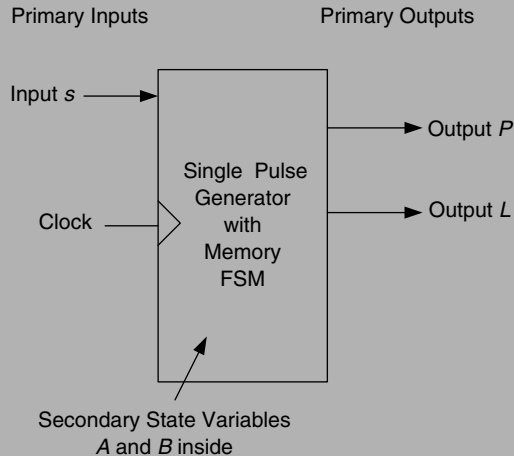 Primary Inputs
Primary Outputs
Input s
Output P
Single Pulse
Generator
with
Memory
FSM
Output L
Clock
Secondary State Variables
A and B inside